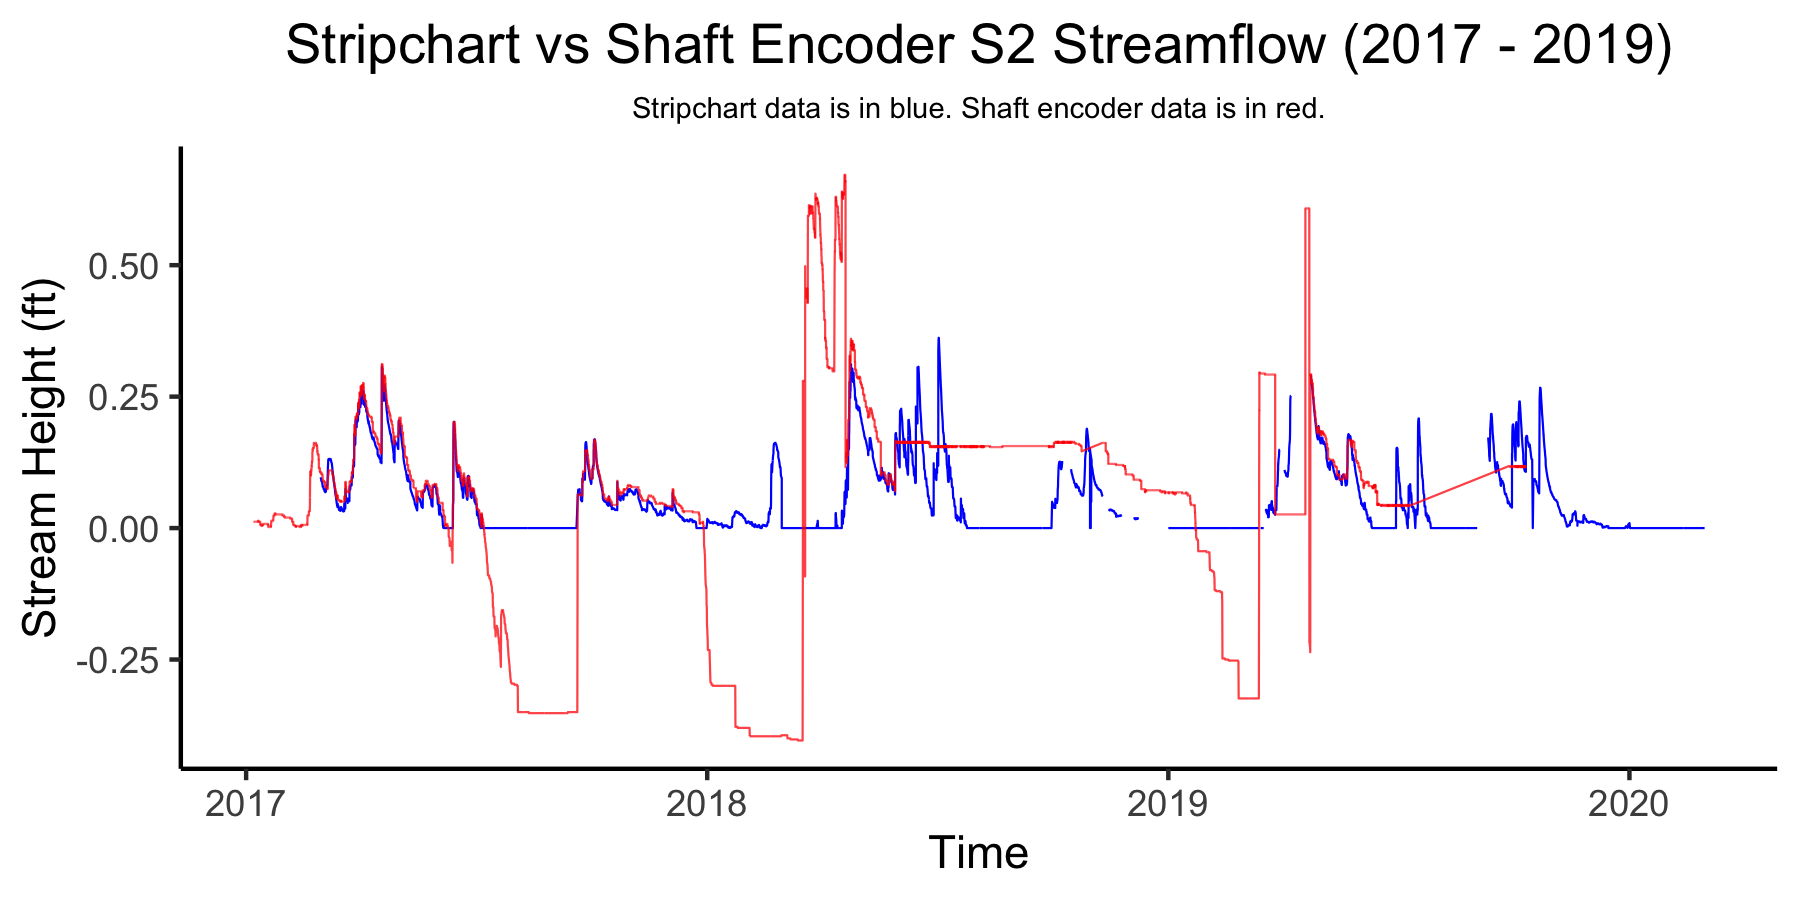 Stripchart vs Shaft Encoder S2 Streamflow (2017 - 2019)
Stripchart data is in blue. Shaft encoder data is in red.
Stream Height (ft)
0.50
0.25
0.00
-0.25
2017 2018 2019 2020
Time